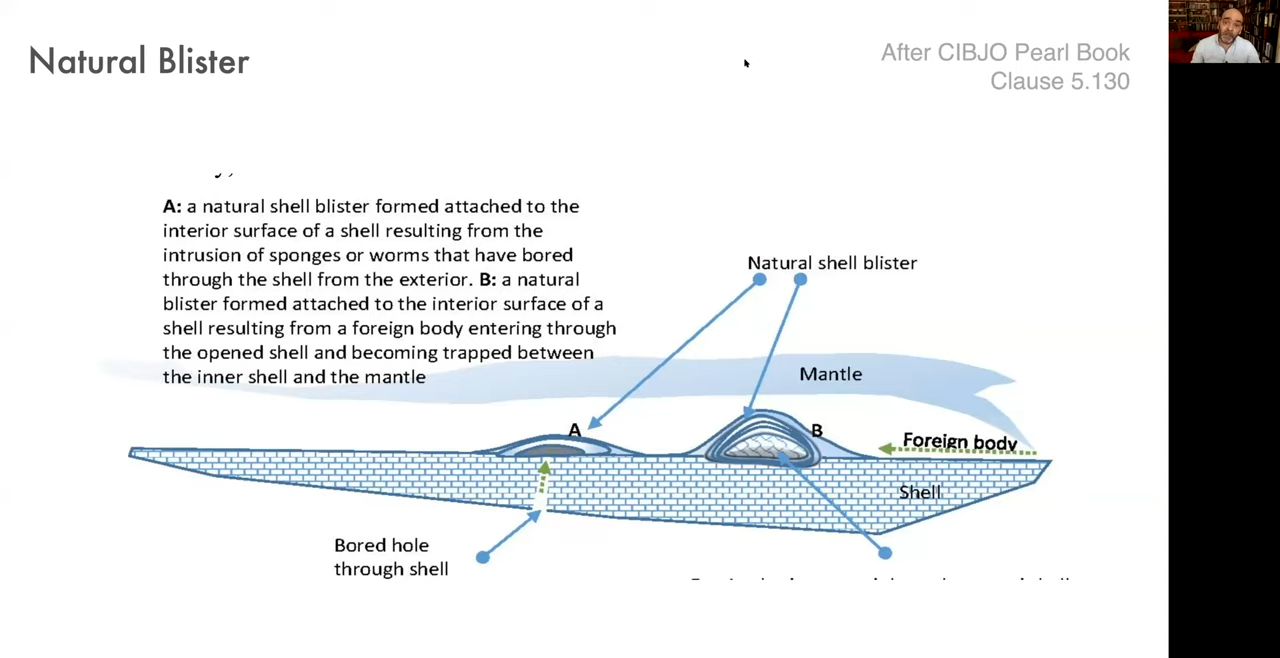 Natural Blister
After CIBJO Pearl Book
Clause 5.130
A: a natural shell blister formed attached to the
interior surface of a shell resulting from the
intrusion of sponges or worms that have bored
through the shell from the exterior. B: a natural
blister formed attached to the interior surface of a
shell resulting from a foreign body entering through
the opened shell and becoming trapped between
the inner shell and the mantle
Natural shell blister
Mantle
A
B
Foreign body
Shell
Bored hole
through shell